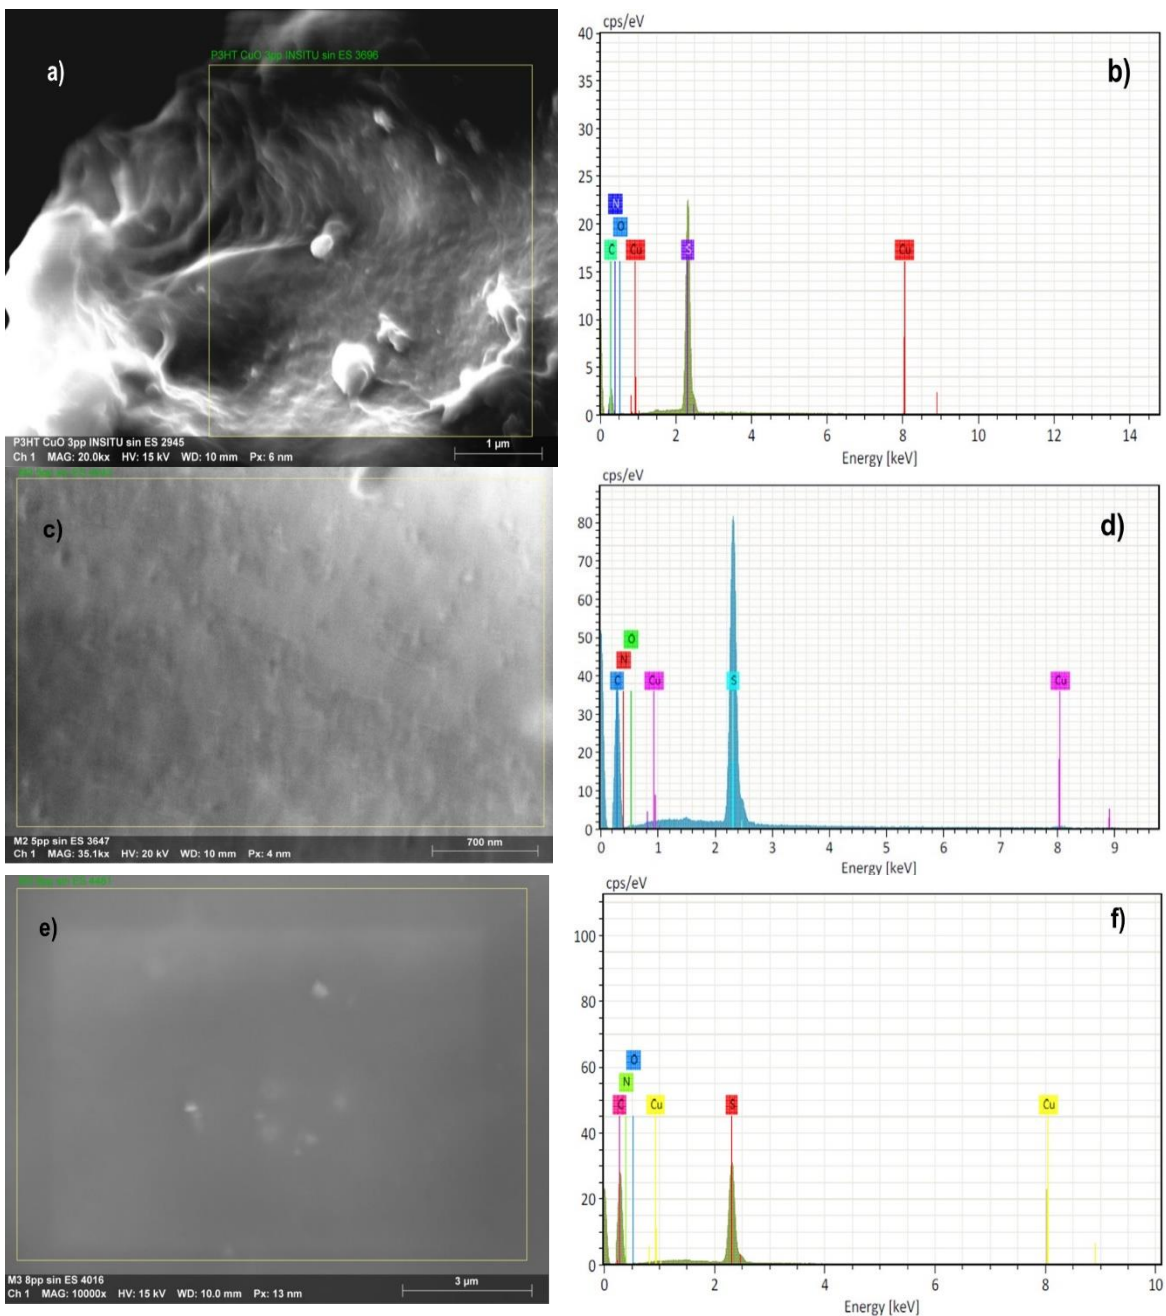 a)
P3HT CuO 3pp INSITU sin ES 3696
P3HT CuO 3pp INSITU sin ES 2945
Ch 1 MAG: 20.0kx HV: 15 kV WD: 10 mm Px: 6 nm
1 µm
b)
cps/eV
40
35
30
25
20
15
10
5
0
N
O
C
Cu
S
Cu
0 2 4 6 8 10 12 14
Energy [keV]
c)
M2 5pp sin ES 3647
Ch 1 MAG: 35.1kx HV: 20 kV WD: 10 mm Px: 4 nm
700 nm
d)
cps/eV
80
70
60
50
40
30
20
10
0
O
N
C
Cu
S
Cu
0 1 2 3 4 5 6 7 8 9
Energy [keV]
e)
M3 8pp sin ES 4016
Ch 1 MAG: 10000x HV: 15 kV WD: 10.0 mm Px: 13 nm
3 µm
f)
cps/eV
100
80
60
40
20
0
O
N
C
Cu
S
Cu
0 2 4 6 8 10
Energy [keV]